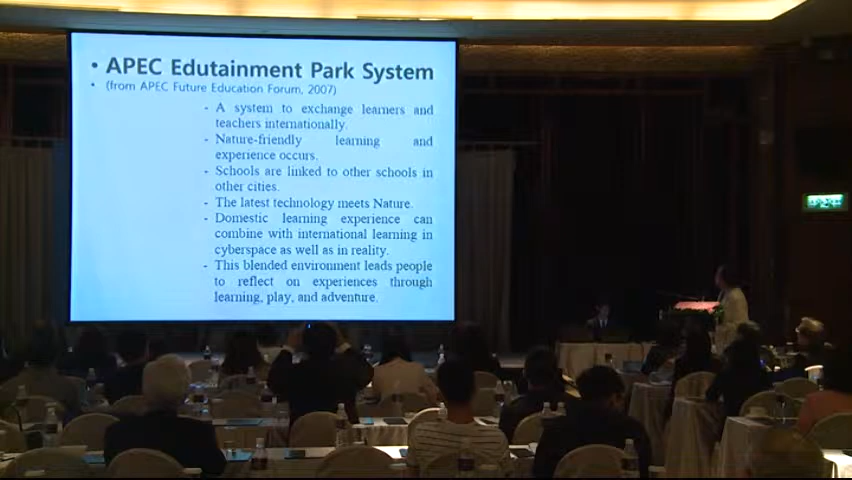 • APEC Edutainment Park System
• (from APEC Future Education Forum, 2007)
- A system to exchange learners and
teachers internationally.
- Nature-friendly learning and
experience occurs.
- Schools are linked to other schools in
other cities.
- The latest technology meets Nature.
- Domestic learning experience can
combine with international learning in
cyberspace as well as in reality.
- This blended environment leads people
to reflect on experiences through
learning, play, and adventure.